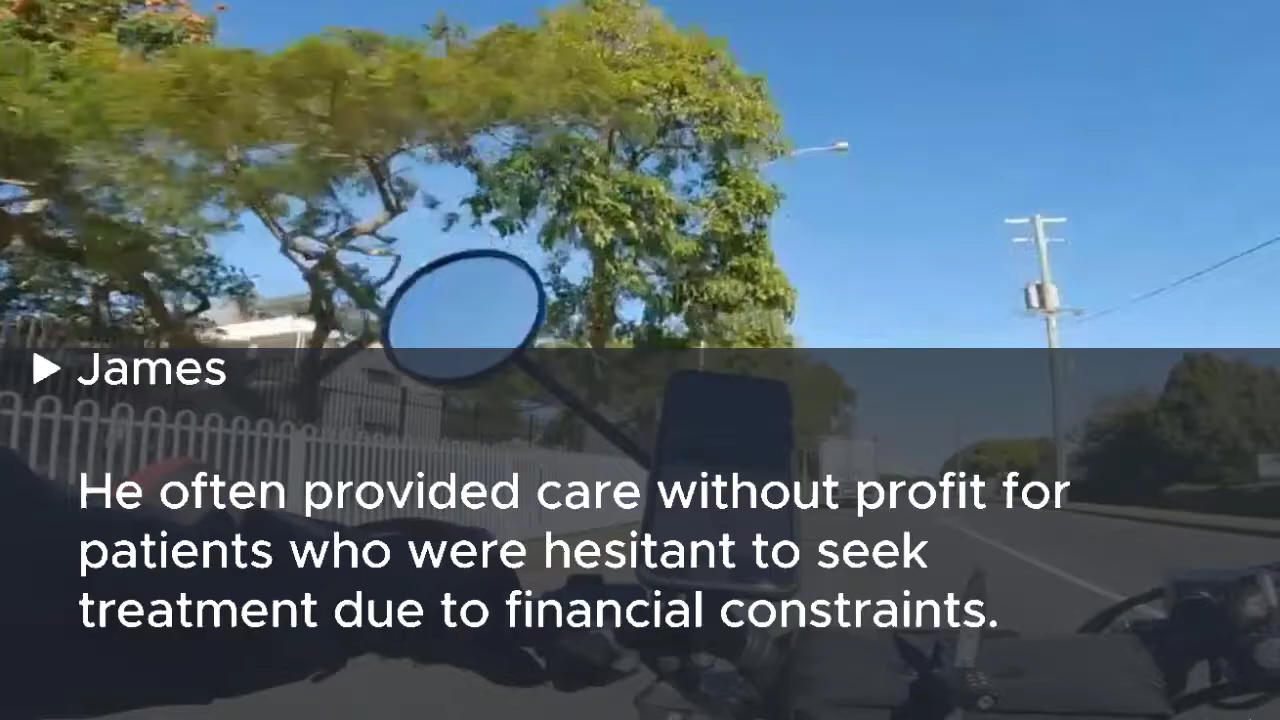 James
He often provided care without profit for
patients who were hesitant to seek
treatment due to financial constraints.